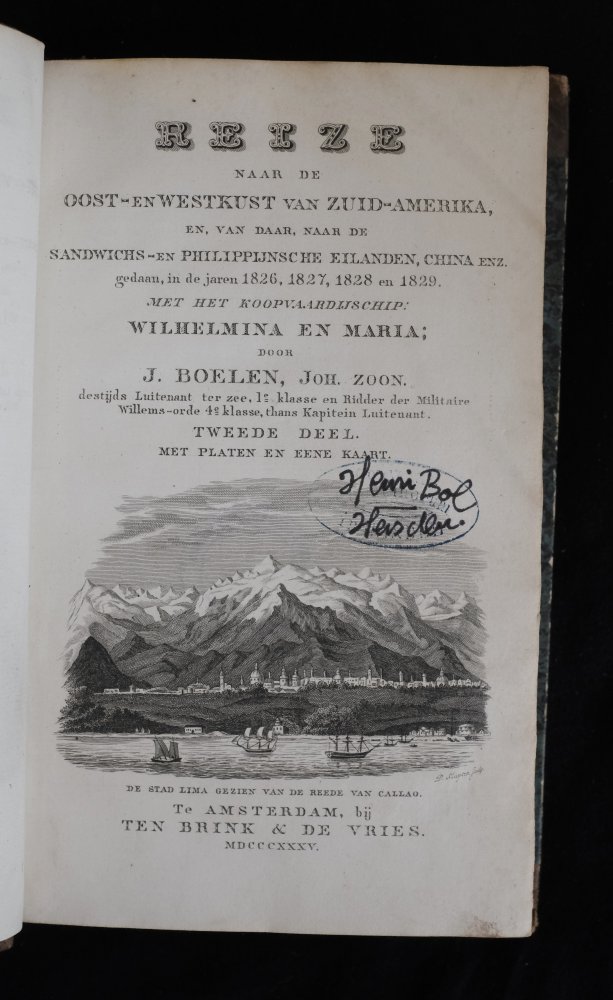 REIZE
NAAR DE
OOST-EN WESTKUST VAN ZUID-AMERIKA,
EN, VAN DAAR, NAAR DE
SANDWICHS-EN PHILIPPIJNSCHE EILANDEN, CHINA ENZ.
gedaan, in de jaren 1826, 1827, 1828 en 1829.
MET HET KOOPVAARDIJSCHIP:
WILHELMINA EN MARIA;
DOOR
J. BOELEN, JOH. ZOON.
destijds Luitenant ter zee, 1e klasse en Ridder der Militaire
Willems-orde 4e klasse, thans Kapitein Luitenant.
TWEEDE DEEL.
MET PLATEN EN EENE KAART.
Henri Bol
Heusden.
DE STAD LIMA GEZIEN VAN DE REEDE VAN CALLAO.
Te AMSTERDAM, bij
TEN BRINK & DE VRIES.
MDCCCXXXV.